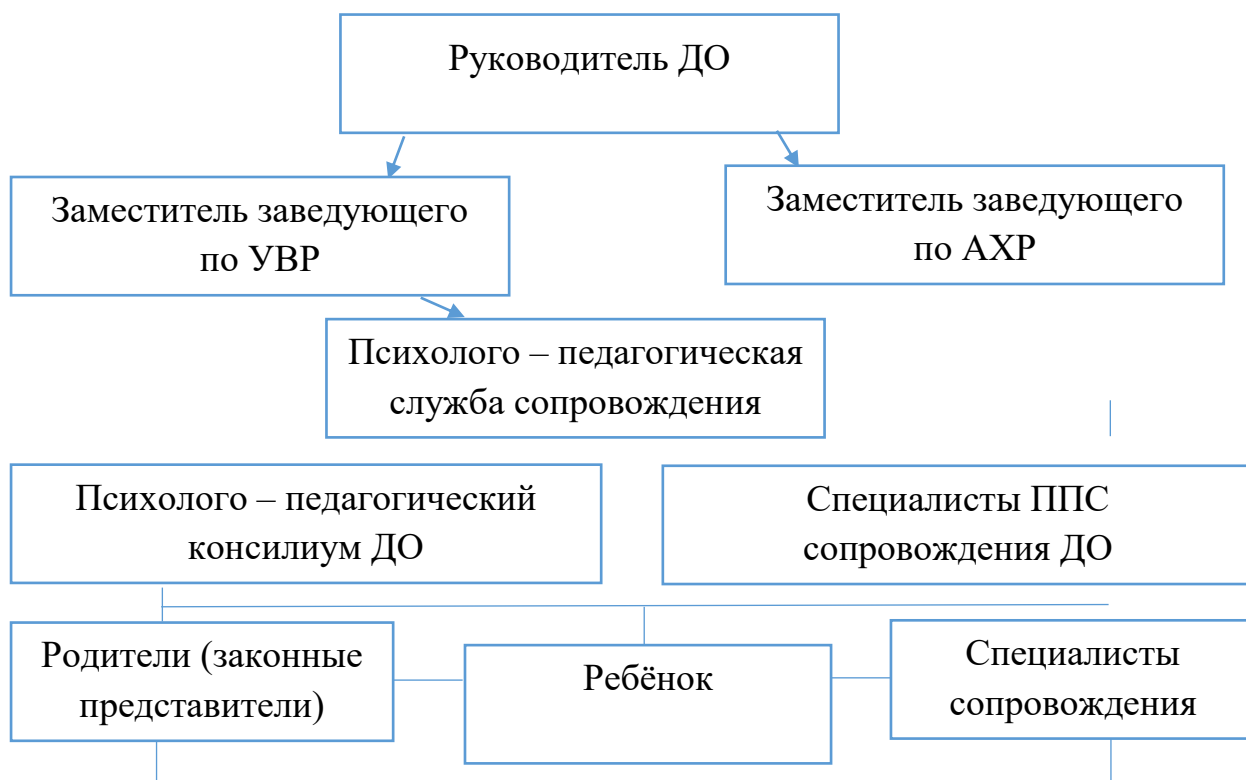 Руководитель ДО
Заместитель заведующего
по УВР
Заместитель заведующего
по АХР
Психолого – педагогическая
служба сопровождения
Психолого – педагогический
консилиум ДО
Специалисты ППС
сопровождения ДО
Родители (законные
представители)
Ребёнок
Специалисты
сопровождения